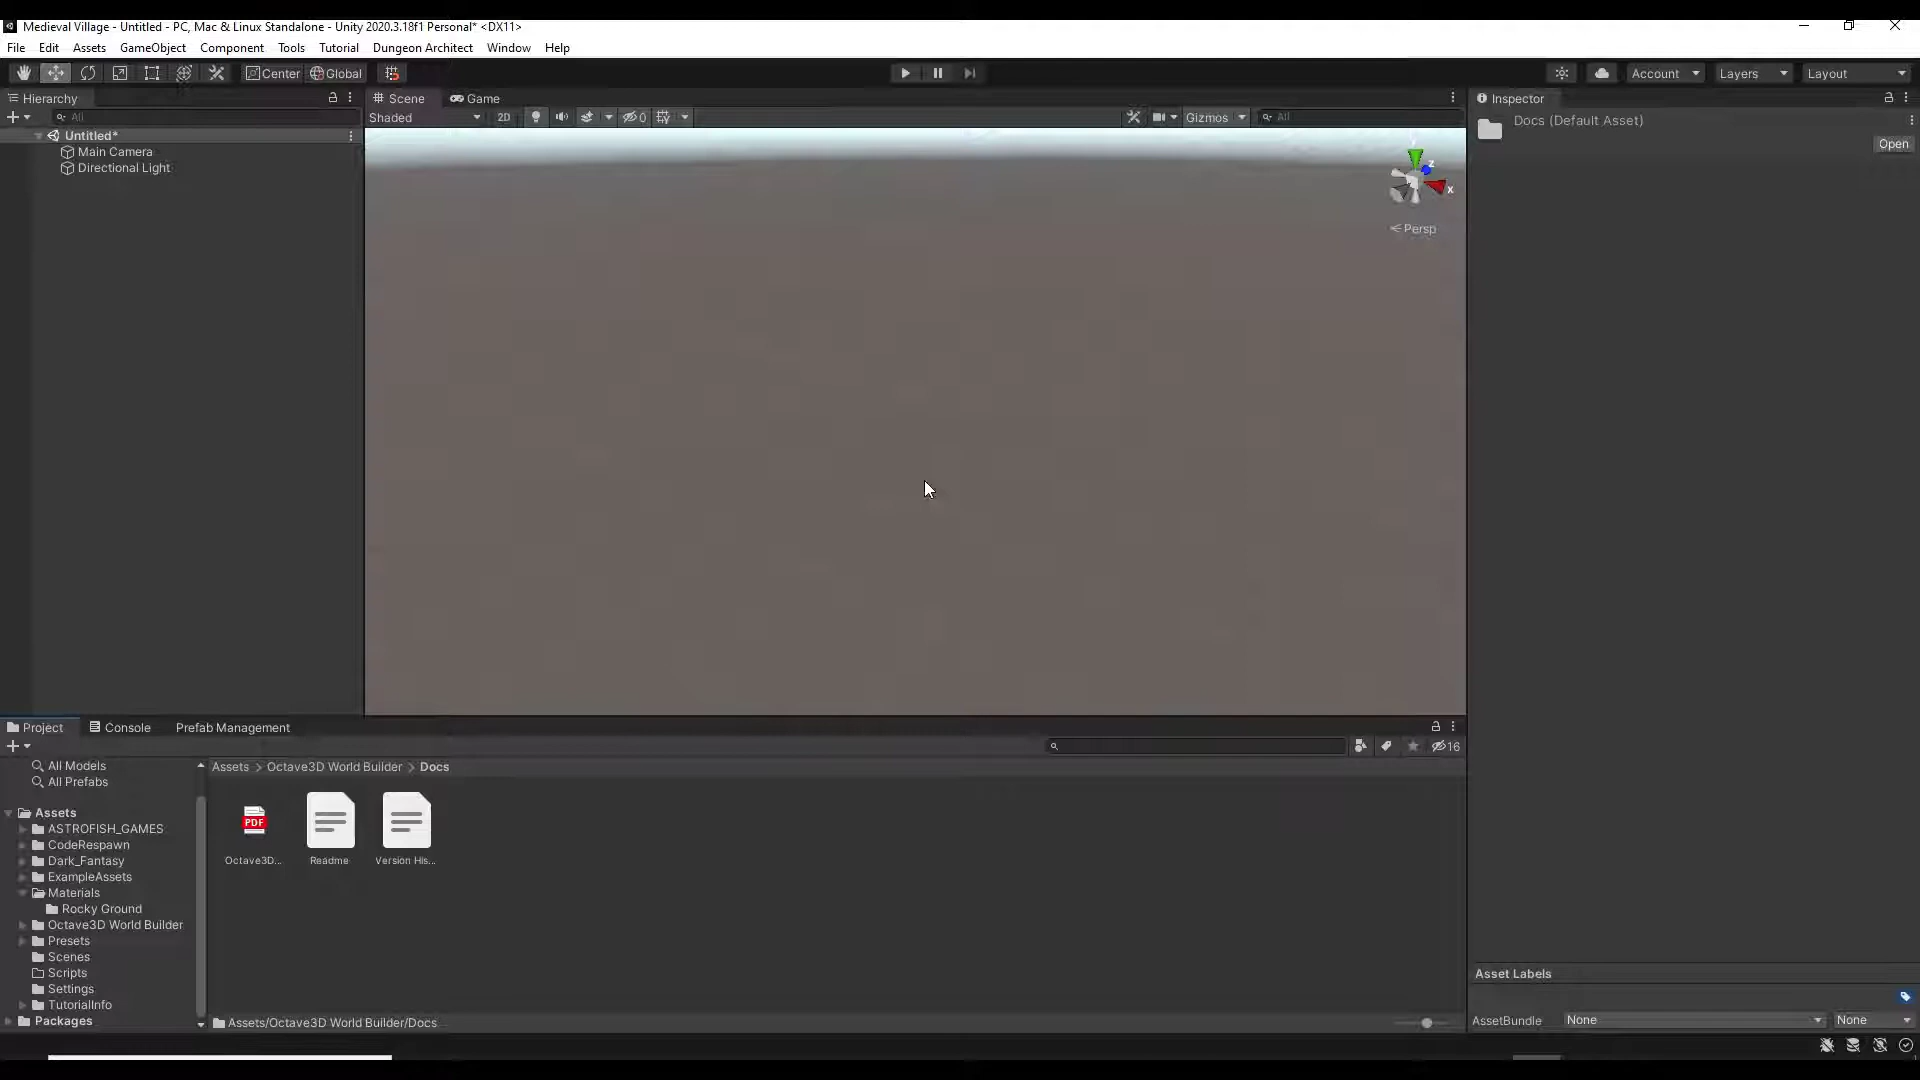 Medieval Village - Untitled - PC, Mac & Linux Standalone - Unity 2020.3.18f1 Personal* <DX11>
File Edit Assets GameObject Component Tools Tutorial Dungeon Architect Window Help
Center Global Account Layers Layout
Hierarchy
All
Untitled*
Main Camera
Directional Light
Scene Game
Shaded 2D 0 Gizmos All
z
x
Persp
Inspector
Docs (Default Asset)
Open
Project Console Prefab Management
16
All Models
All Prefabs
Assets
ASTROFISH_GAMES
CodeRespawn
Dark_Fantasy
ExampleAssets
Materials
Rocky Ground
Octave3D World Builder
Presets
Scenes
Scripts
Settings
TutorialInfo
Packages
Assets > Octave3D World Builder > Docs
PDF
Octave3D... Readme Version His...
Assets/Octave3D World Builder/Docs
Asset Labels
AssetBundle None None